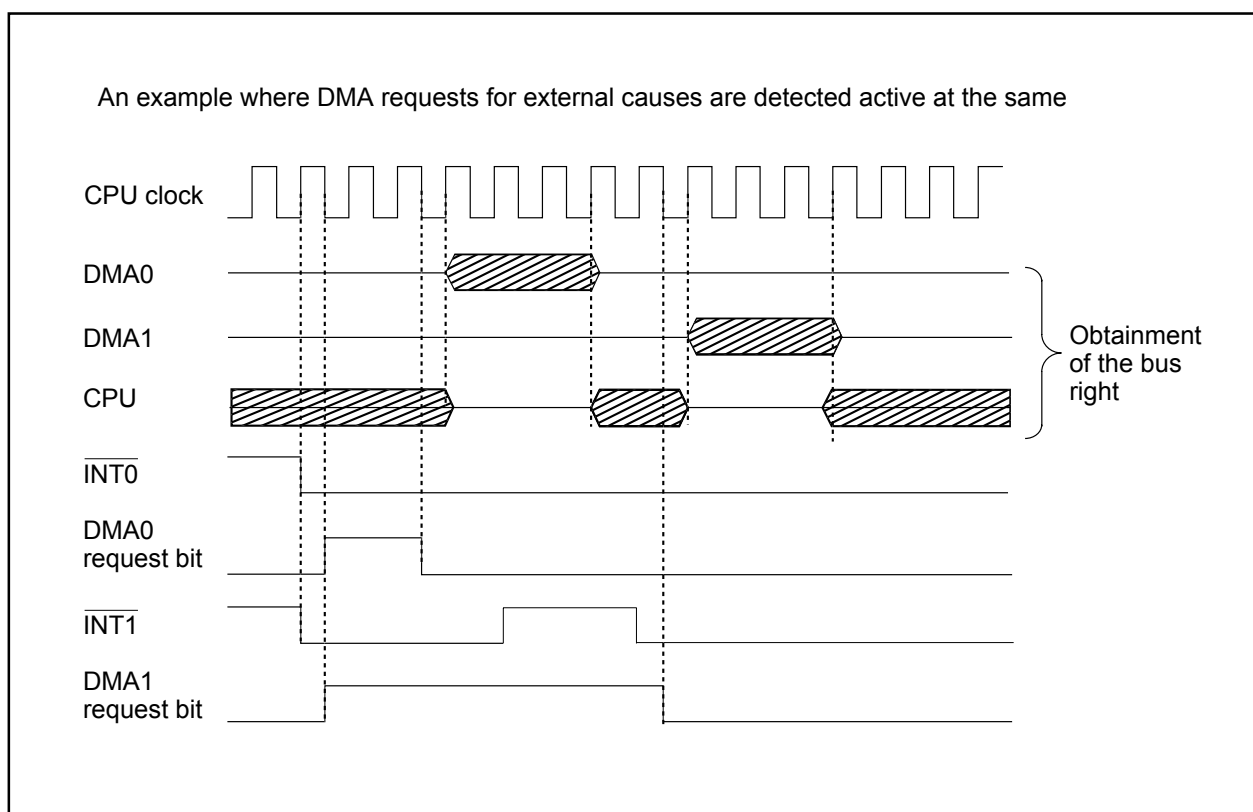 An example where DMA requests for external causes are detected active at the same
CPU clock
DMA0
DMA1
CPU
Obtainment
of the bus
right
INT0
DMA0
request bit
INT1
DMA1
request bit